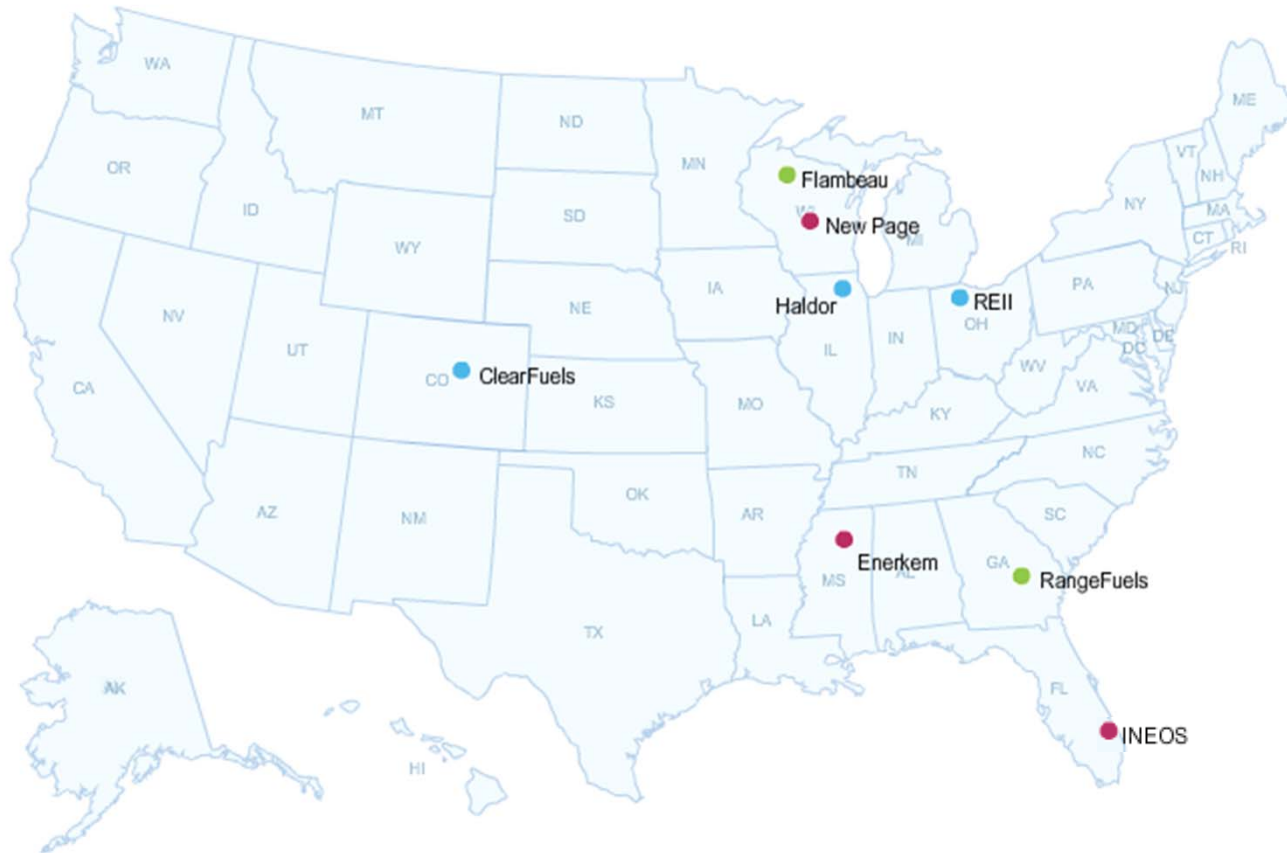 WA
MT
ND
MN
ME
OR
ID
SD
WY
Flambeau
WI
New Page
MI
VT
NH
NY
MA
CT
RI
NV
UT
CA
CO
ClearFuels
NE
IA
KS
MO
Haldor
IL
IN
REII
OH
PA
NJ
MD
DE
DC
WV
VA
KY
AZ
NM
OK
AR
TN
NC
SC
TX
LA
MS
Enerkem
AL
GA
RangeFuels
FL
INEOS
AK
HI